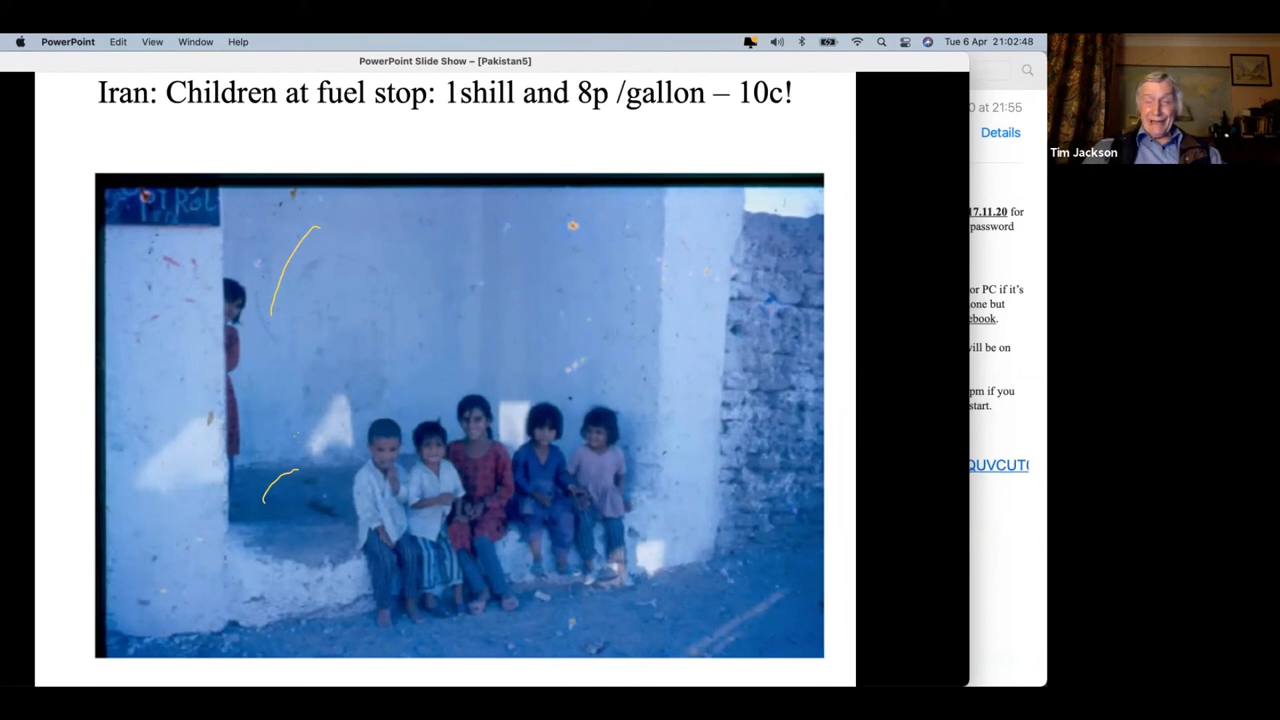 PowerPoint Edit View Window Help
Tue 6 Apr 21:02:48
PowerPoint Slide Show – [Pakistan5]
Iran: Children at fuel stop: 1shill and 8p /gallon – 10c!
at 21:55
Details
17.11.20 for
password
or PC if it's
one but
ebook.
will be on
pm if you
start.
QUVCUT
Tim Jackson